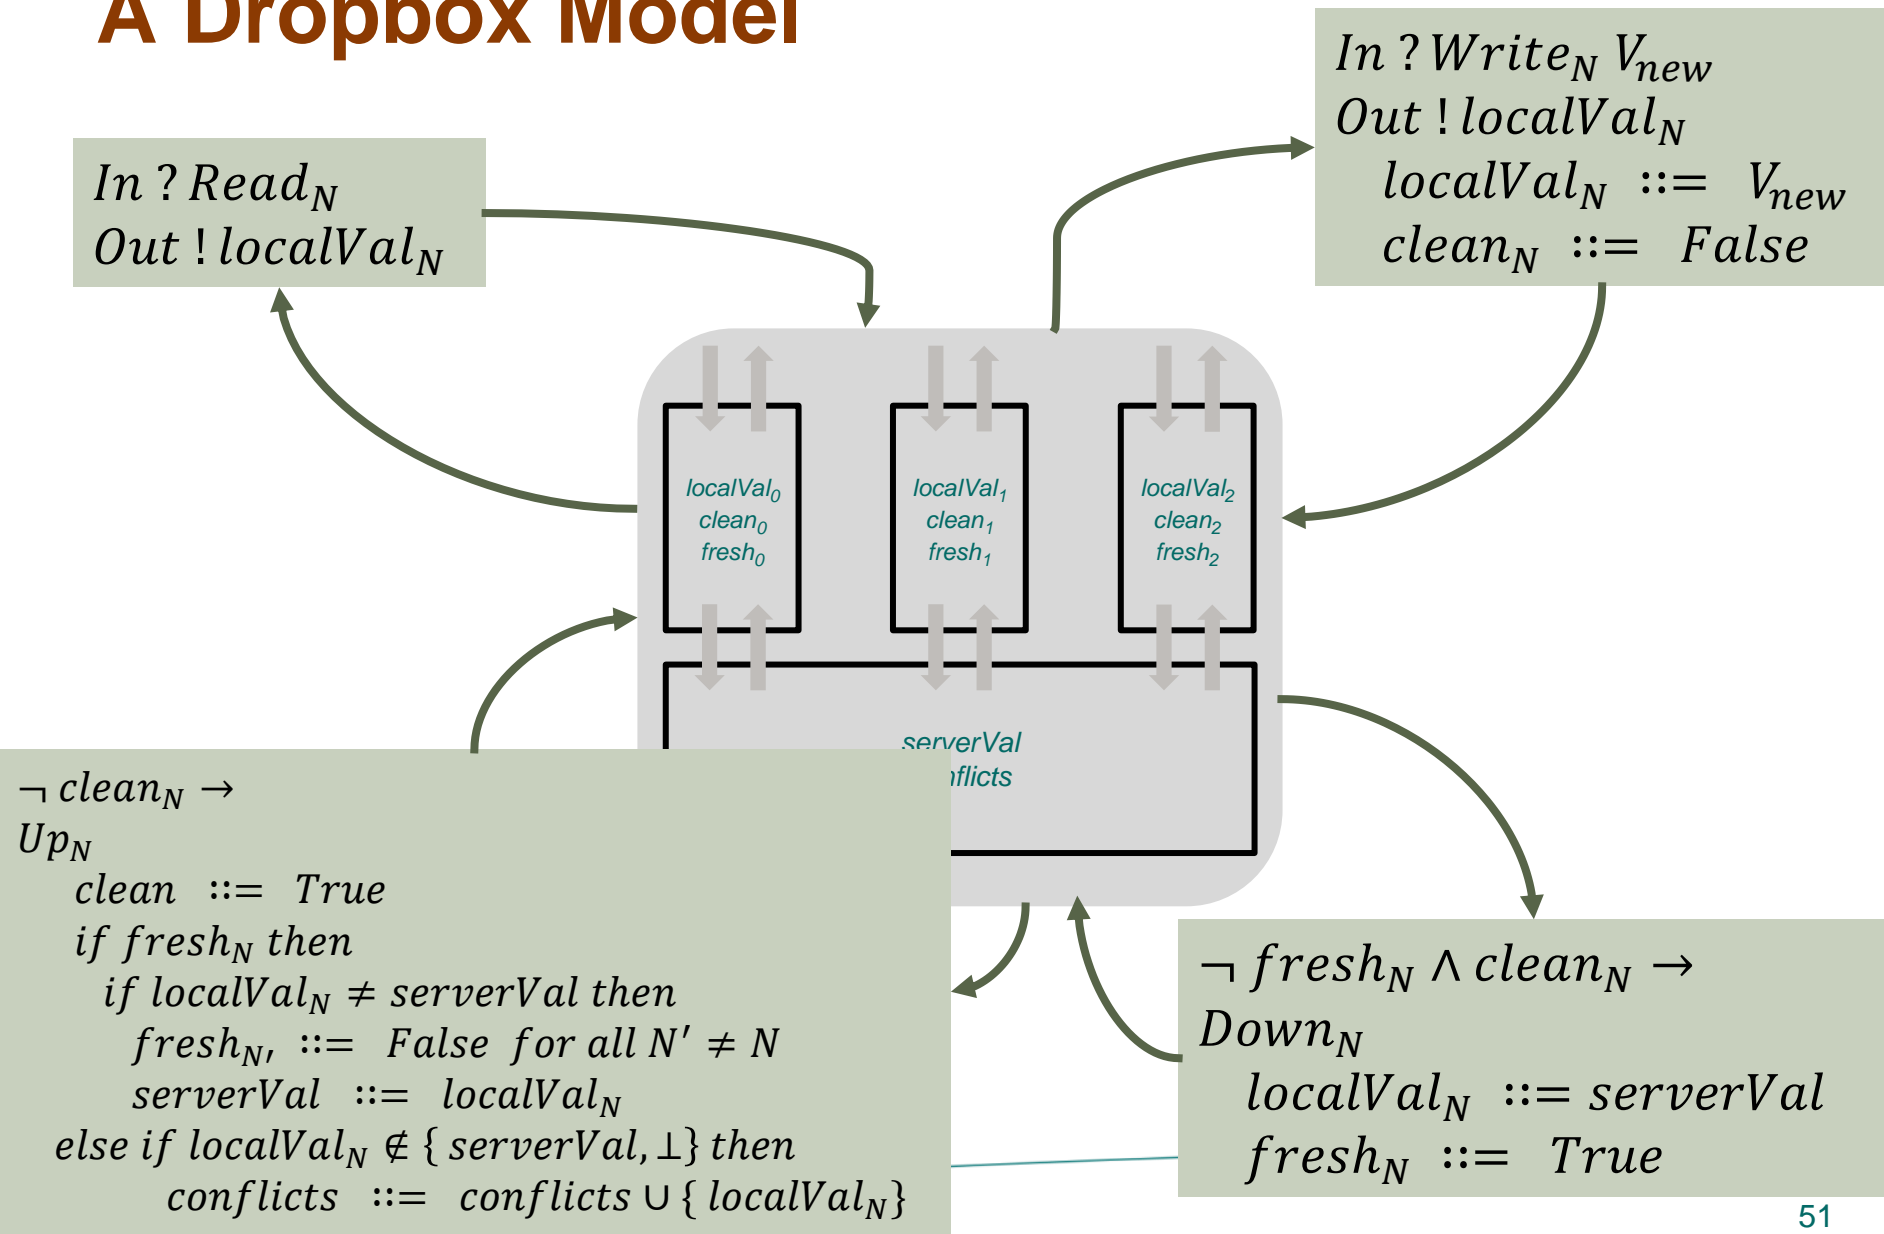 A Dropbox Model
In ? Read_N
Out ! localVal_N
In ? Write_N V_new
Out ! localVal_N
localVal_N ::= V_new
clean_N ::= False
localVal_0
clean_0
fresh_0
localVal_1
clean_1
fresh_1
localVal_2
clean_2
fresh_2
serverVal
nflicts
¬ clean_N →
Up_N
clean ::= True
if fresh_N then
if localVal_N ≠ serverVal then
fresh_N′ ::= False for all N′ ≠ N
serverVal ::= localVal_N
else if localVal_N ∉ { serverVal, ⊥} then
conflicts ::= conflicts ∪ { localVal_N}
¬ fresh_N ∧ clean_N →
Down_N
localVal_N ::= serverVal
fresh_N ::= True
51